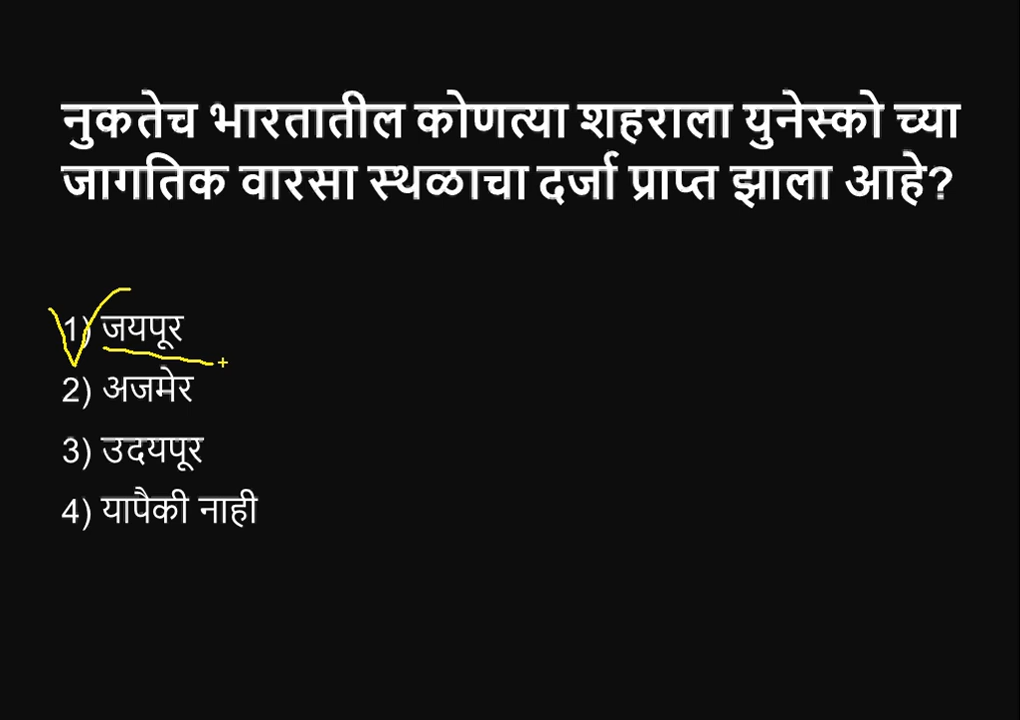 नुकतेच भारतातील कोणत्या शहराला युनेस्को च्या
जागतिक वारसा स्थळाचा दर्जा प्राप्त झाला आहे?
1) जयपूर
2) अजमेर
3) उदयपूर
4) यापैकी नाही